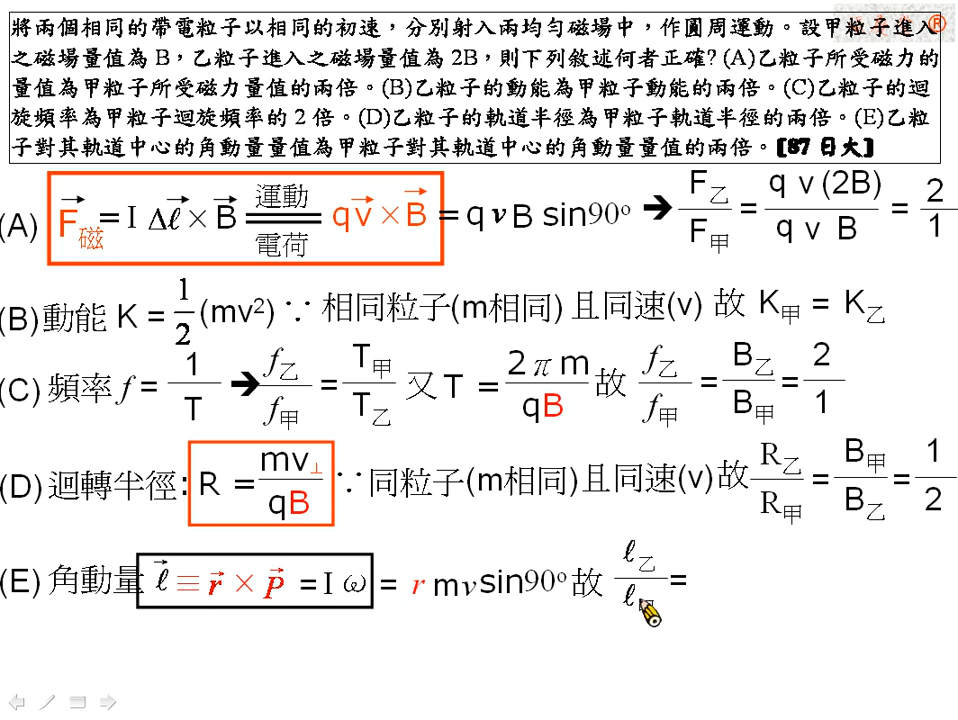 將兩個相同的帶電粒子以相同的初速，分別射入兩均勻磁場中，作圓周運動。設甲粒子進入
之磁場量值為 B，乙粒子進入之磁場量值為 2B，則下列敘述何者正確? (A)乙粒子所受磁力的
量值為甲粒子所受磁力量值的兩倍。(B)乙粒子的動能為甲粒子動能的兩倍。(C)乙粒子的迴
旋頻率為甲粒子迴旋頻率的 2 倍。(D)乙粒子的軌道半徑為甲粒子軌道半徑的兩倍。(E)乙粒
子對其軌道中心的角動量量值為甲粒子對其軌道中心的角動量量值的兩倍。【87 日大】
(A) F磁 = I Δℓ × B 運動電荷 q v × B = q v B sin90° ➔ F乙/F甲 = q v (2B)/q v B = 2/1
(B) 動能 K = 1/2 (mv²) ∵ 相同粒子(m相同) 且同速(v) 故 K甲 = K乙
(C) 頻率 f = 1/T ➔ f乙/f甲 = T甲/T乙 又 T = 2πm/qB 故 f乙/f甲 = B乙/B甲 = 2/1
(D) 迴轉半徑: R = mv⊥/qB ∵ 同粒子(m相同) 且同速(v) 故 R乙/R甲 = B甲/B乙 = 1/2
(E) 角動量 ℓ ≡ r × p = I ω = r m v sin90° 故 ℓ乙/ℓ =